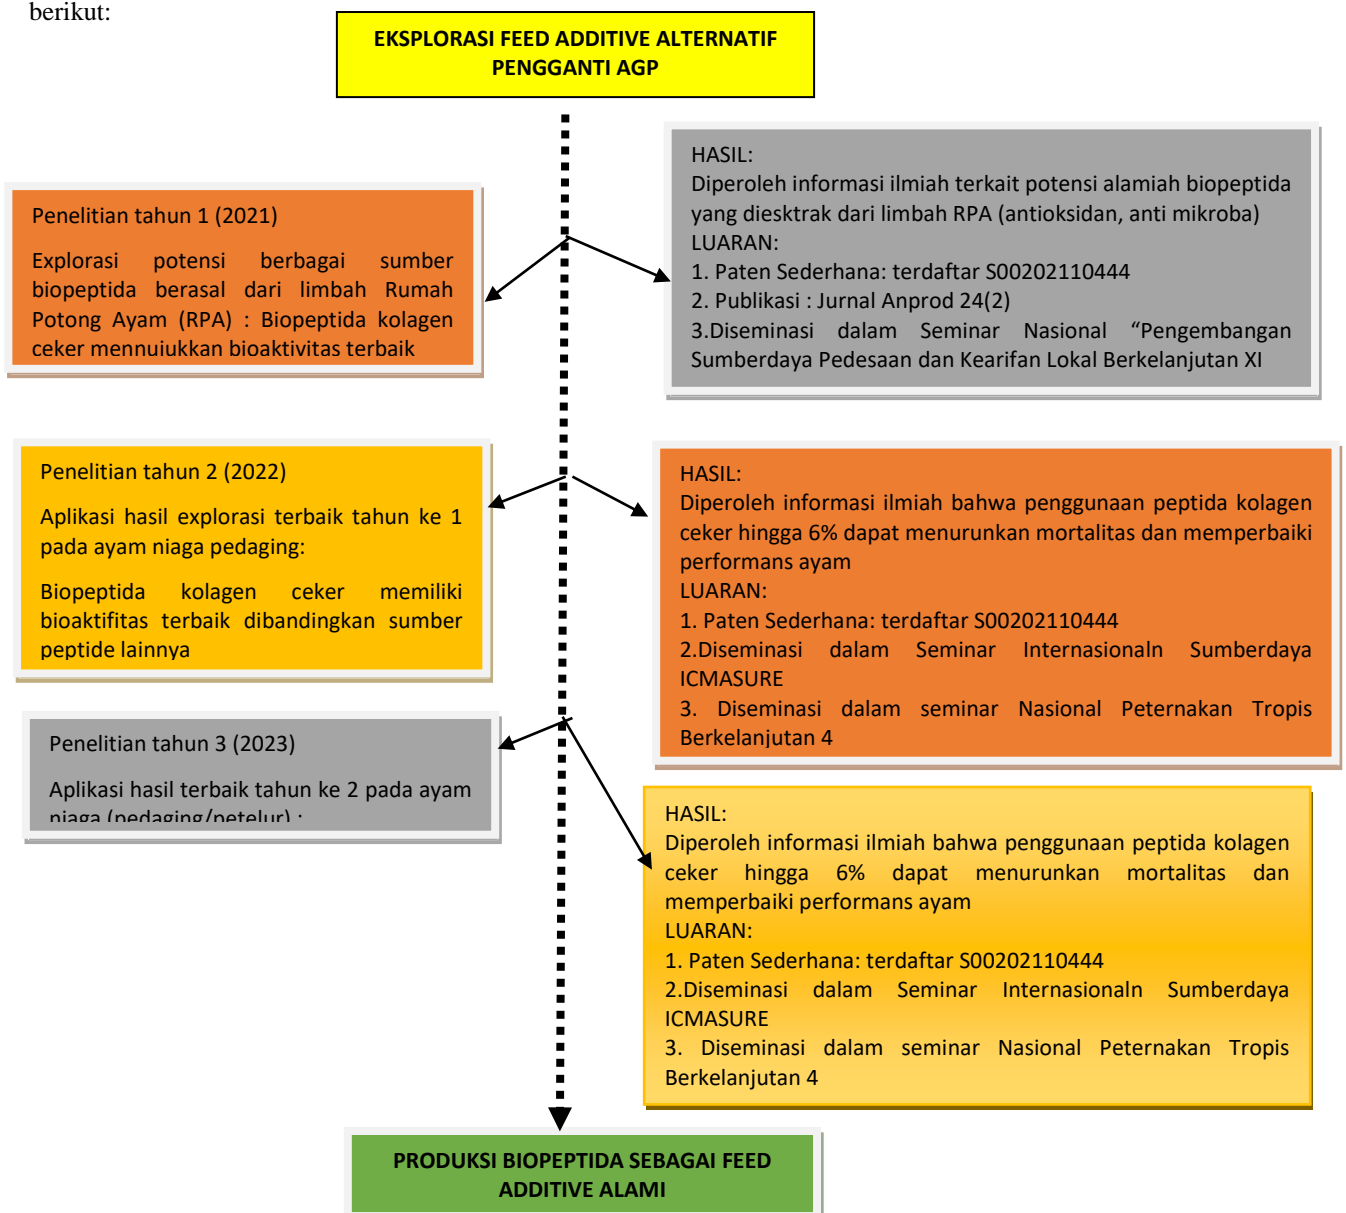 berikut:
EKSPLORASI FEED ADDITIVE ALTERNATIF
PENGGANTI AGP
Penelitian tahun 1 (2021)
Explorasi potensi berbagai sumber
biopeptida berasal dari limbah Rumah
Potong Ayam (RPA) : Biopeptida kolagen
ceker mennujukkan bioaktivitas terbaik
HASIL:
Diperoleh informasi ilmiah terkait potensi alamiah biopeptida
yang diesktrak dari limbah RPA (antioksidan, anti mikroba)
LUARAN:
1. Paten Sederhana: terdaftar S00202110444
2. Publikasi : Jurnal Anprod 24(2)
3.Diseminasi dalam Seminar Nasional “Pengembangan
Sumberdaya Pedesaan dan Kearifan Lokal Berkelanjutan XI
Penelitian tahun 2 (2022)
Aplikasi hasil explorasi terbaik tahun ke 1
pada ayam niaga pedaging:
Biopeptida kolagen ceker memiliki
bioaktifitas terbaik dibandingkan sumber
peptide lainnya
HASIL:
Diperoleh informasi ilmiah bahwa penggunaan peptida kolagen
ceker hingga 6% dapat menurunkan mortalitas dan memperbaiki
performans ayam
LUARAN:
1. Paten Sederhana: terdaftar S00202110444
2.Diseminasi dalam Seminar Internasionaln Sumberdaya
ICMASURE
3. Diseminasi dalam seminar Nasional Peternakan Tropis
Berkelanjutan 4
Penelitian tahun 3 (2023)
Aplikasi hasil terbaik tahun ke 2 pada ayam
niaga (pedaging/petelur) :
HASIL:
Diperoleh informasi ilmiah bahwa penggunaan peptida kolagen
ceker hingga 6% dapat menurunkan mortalitas dan
memperbaiki performans ayam
LUARAN:
1. Paten Sederhana: terdaftar S00202110444
2.Diseminasi dalam Seminar Internasionaln Sumberdaya
ICMASURE
3. Diseminasi dalam seminar Nasional Peternakan Tropis
Berkelanjutan 4
PRODUKSI BIOPEPTIDA SEBAGAI FEED
ADDITIVE ALAMI